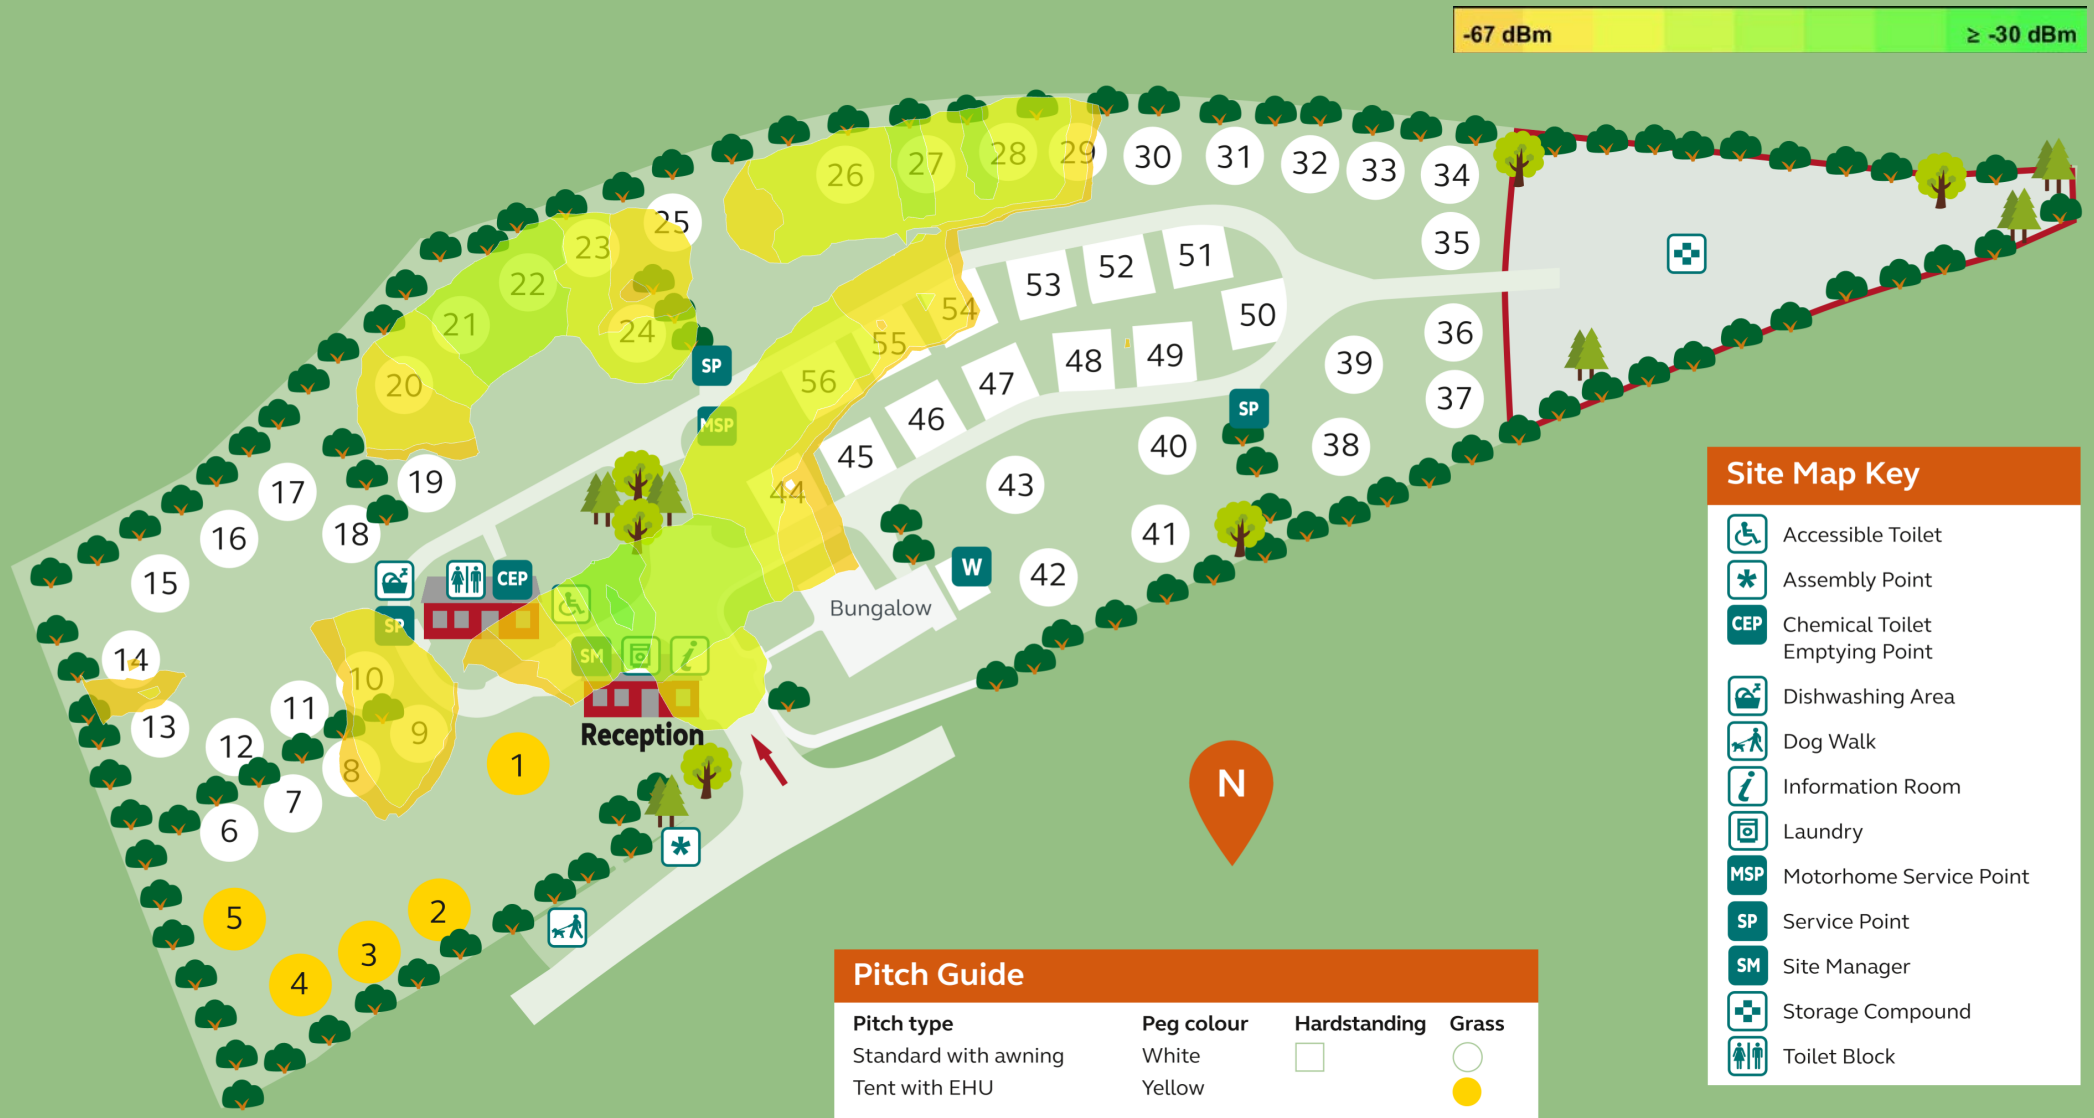 -67 dBm ≥ -30 dBm
26 27 28 29 30 31 32 33 34
25
23
22
21
24
20
35
51
52
53
54
50
55
56
36
49
48
47
39
37
46
45
40
38
44
43
41
42
SP
MSP
SP
W
17
19
16
18
15
CEP
SP
SM
Bungalow
14
13
10
11
12
9
8
7
6
1
Reception
5
2
3
4
N
Site Map Key
Accessible Toilet
Assembly Point
CEP Chemical Toilet
Emptying Point
Dishwashing Area
Dog Walk
Information Room
Laundry
MSP Motorhome Service Point
SP Service Point
SM Site Manager
Storage Compound
Toilet Block
Pitch Guide
Pitch type Peg colour Hardstanding Grass
Standard with awning White
Tent with EHU Yellow